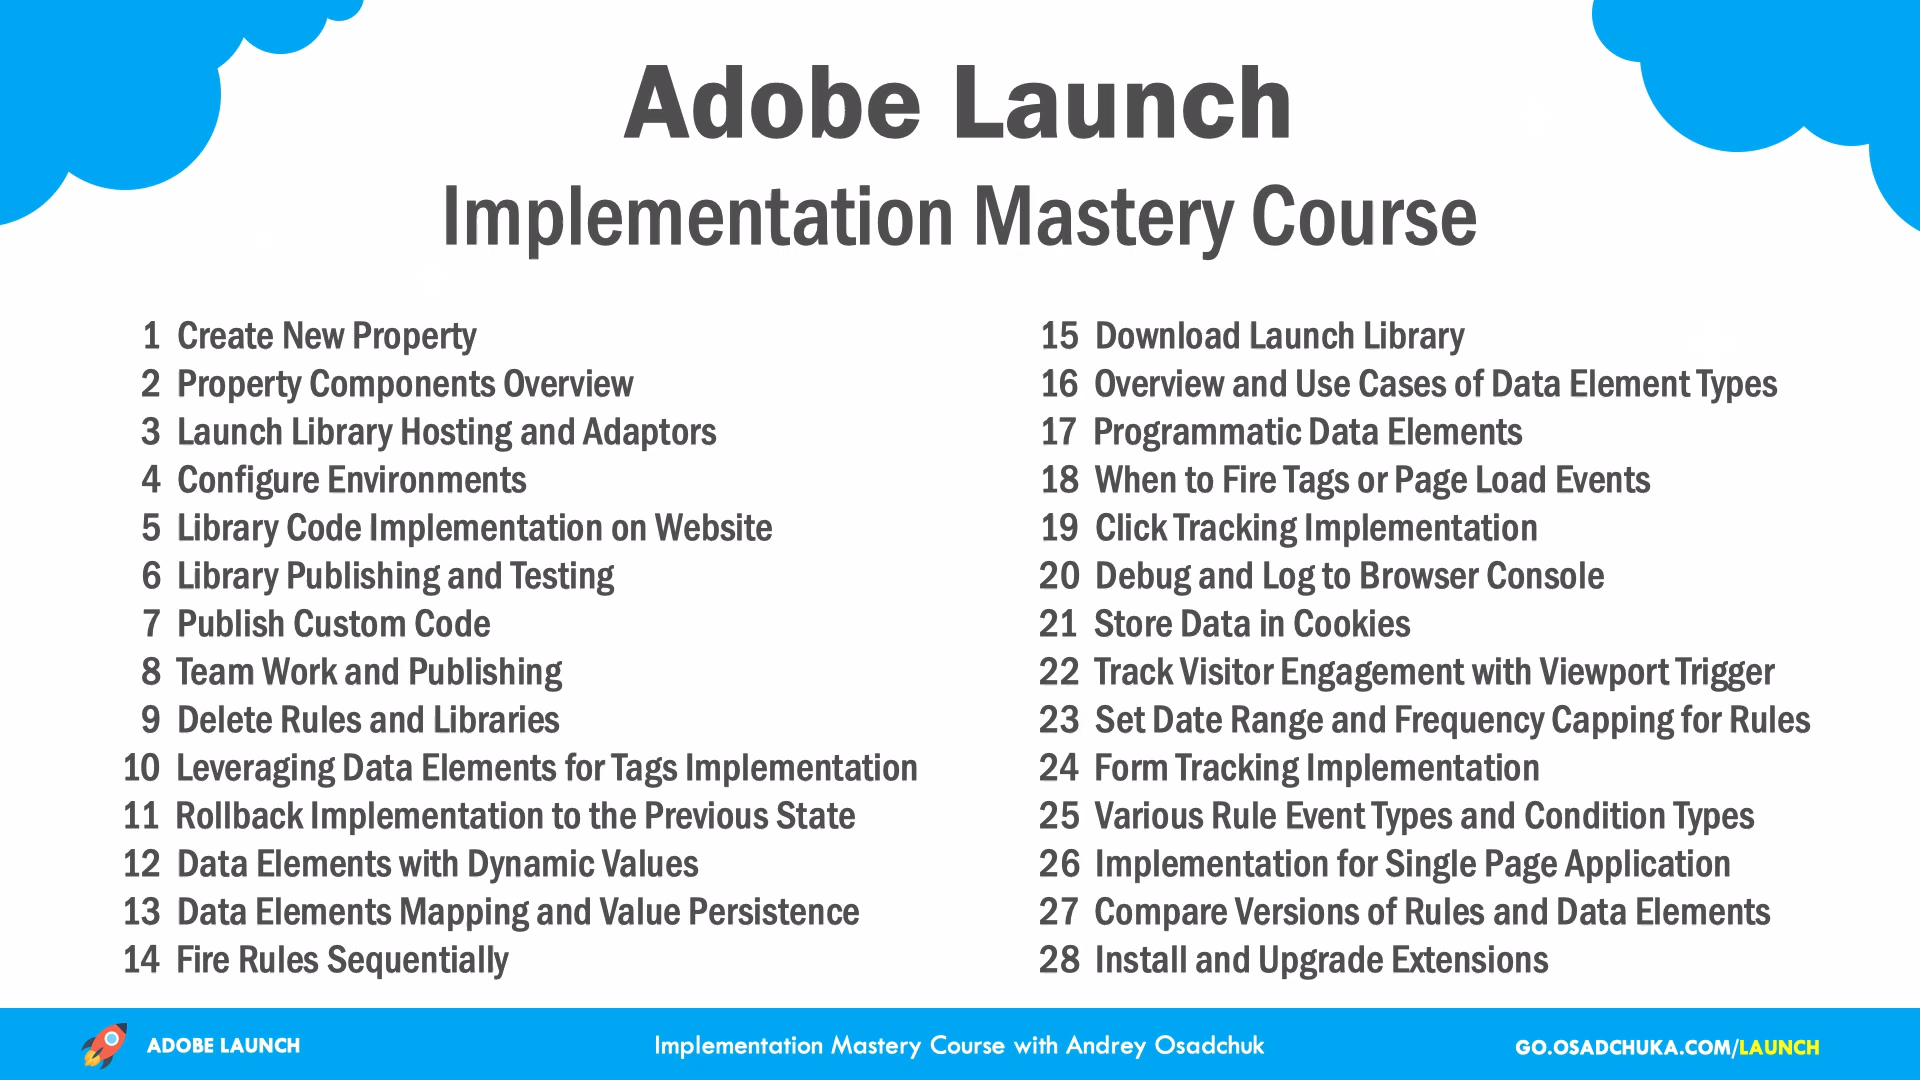 Adobe Launch
Implementation Mastery Course
1 Create New Property
2 Property Components Overview
3 Launch Library Hosting and Adaptors
4 Configure Environments
5 Library Code Implementation on Website
6 Library Publishing and Testing
7 Publish Custom Code
8 Team Work and Publishing
9 Delete Rules and Libraries
10 Leveraging Data Elements for Tags Implementation
11 Rollback Implementation to the Previous State
12 Data Elements with Dynamic Values
13 Data Elements Mapping and Value Persistence
14 Fire Rules Sequentially
15 Download Launch Library
16 Overview and Use Cases of Data Element Types
17 Programmatic Data Elements
18 When to Fire Tags or Page Load Events
19 Click Tracking Implementation
20 Debug and Log to Browser Console
21 Store Data in Cookies
22 Track Visitor Engagement with Viewport Trigger
23 Set Date Range and Frequency Capping for Rules
24 Form Tracking Implementation
25 Various Rule Event Types and Condition Types
26 Implementation for Single Page Application
27 Compare Versions of Rules and Data Elements
28 Install and Upgrade Extensions
ADOBE LAUNCH
Implementation Mastery Course with Andrey Osadchuk
GO.OSADCHUKA.COM/LAUNCH